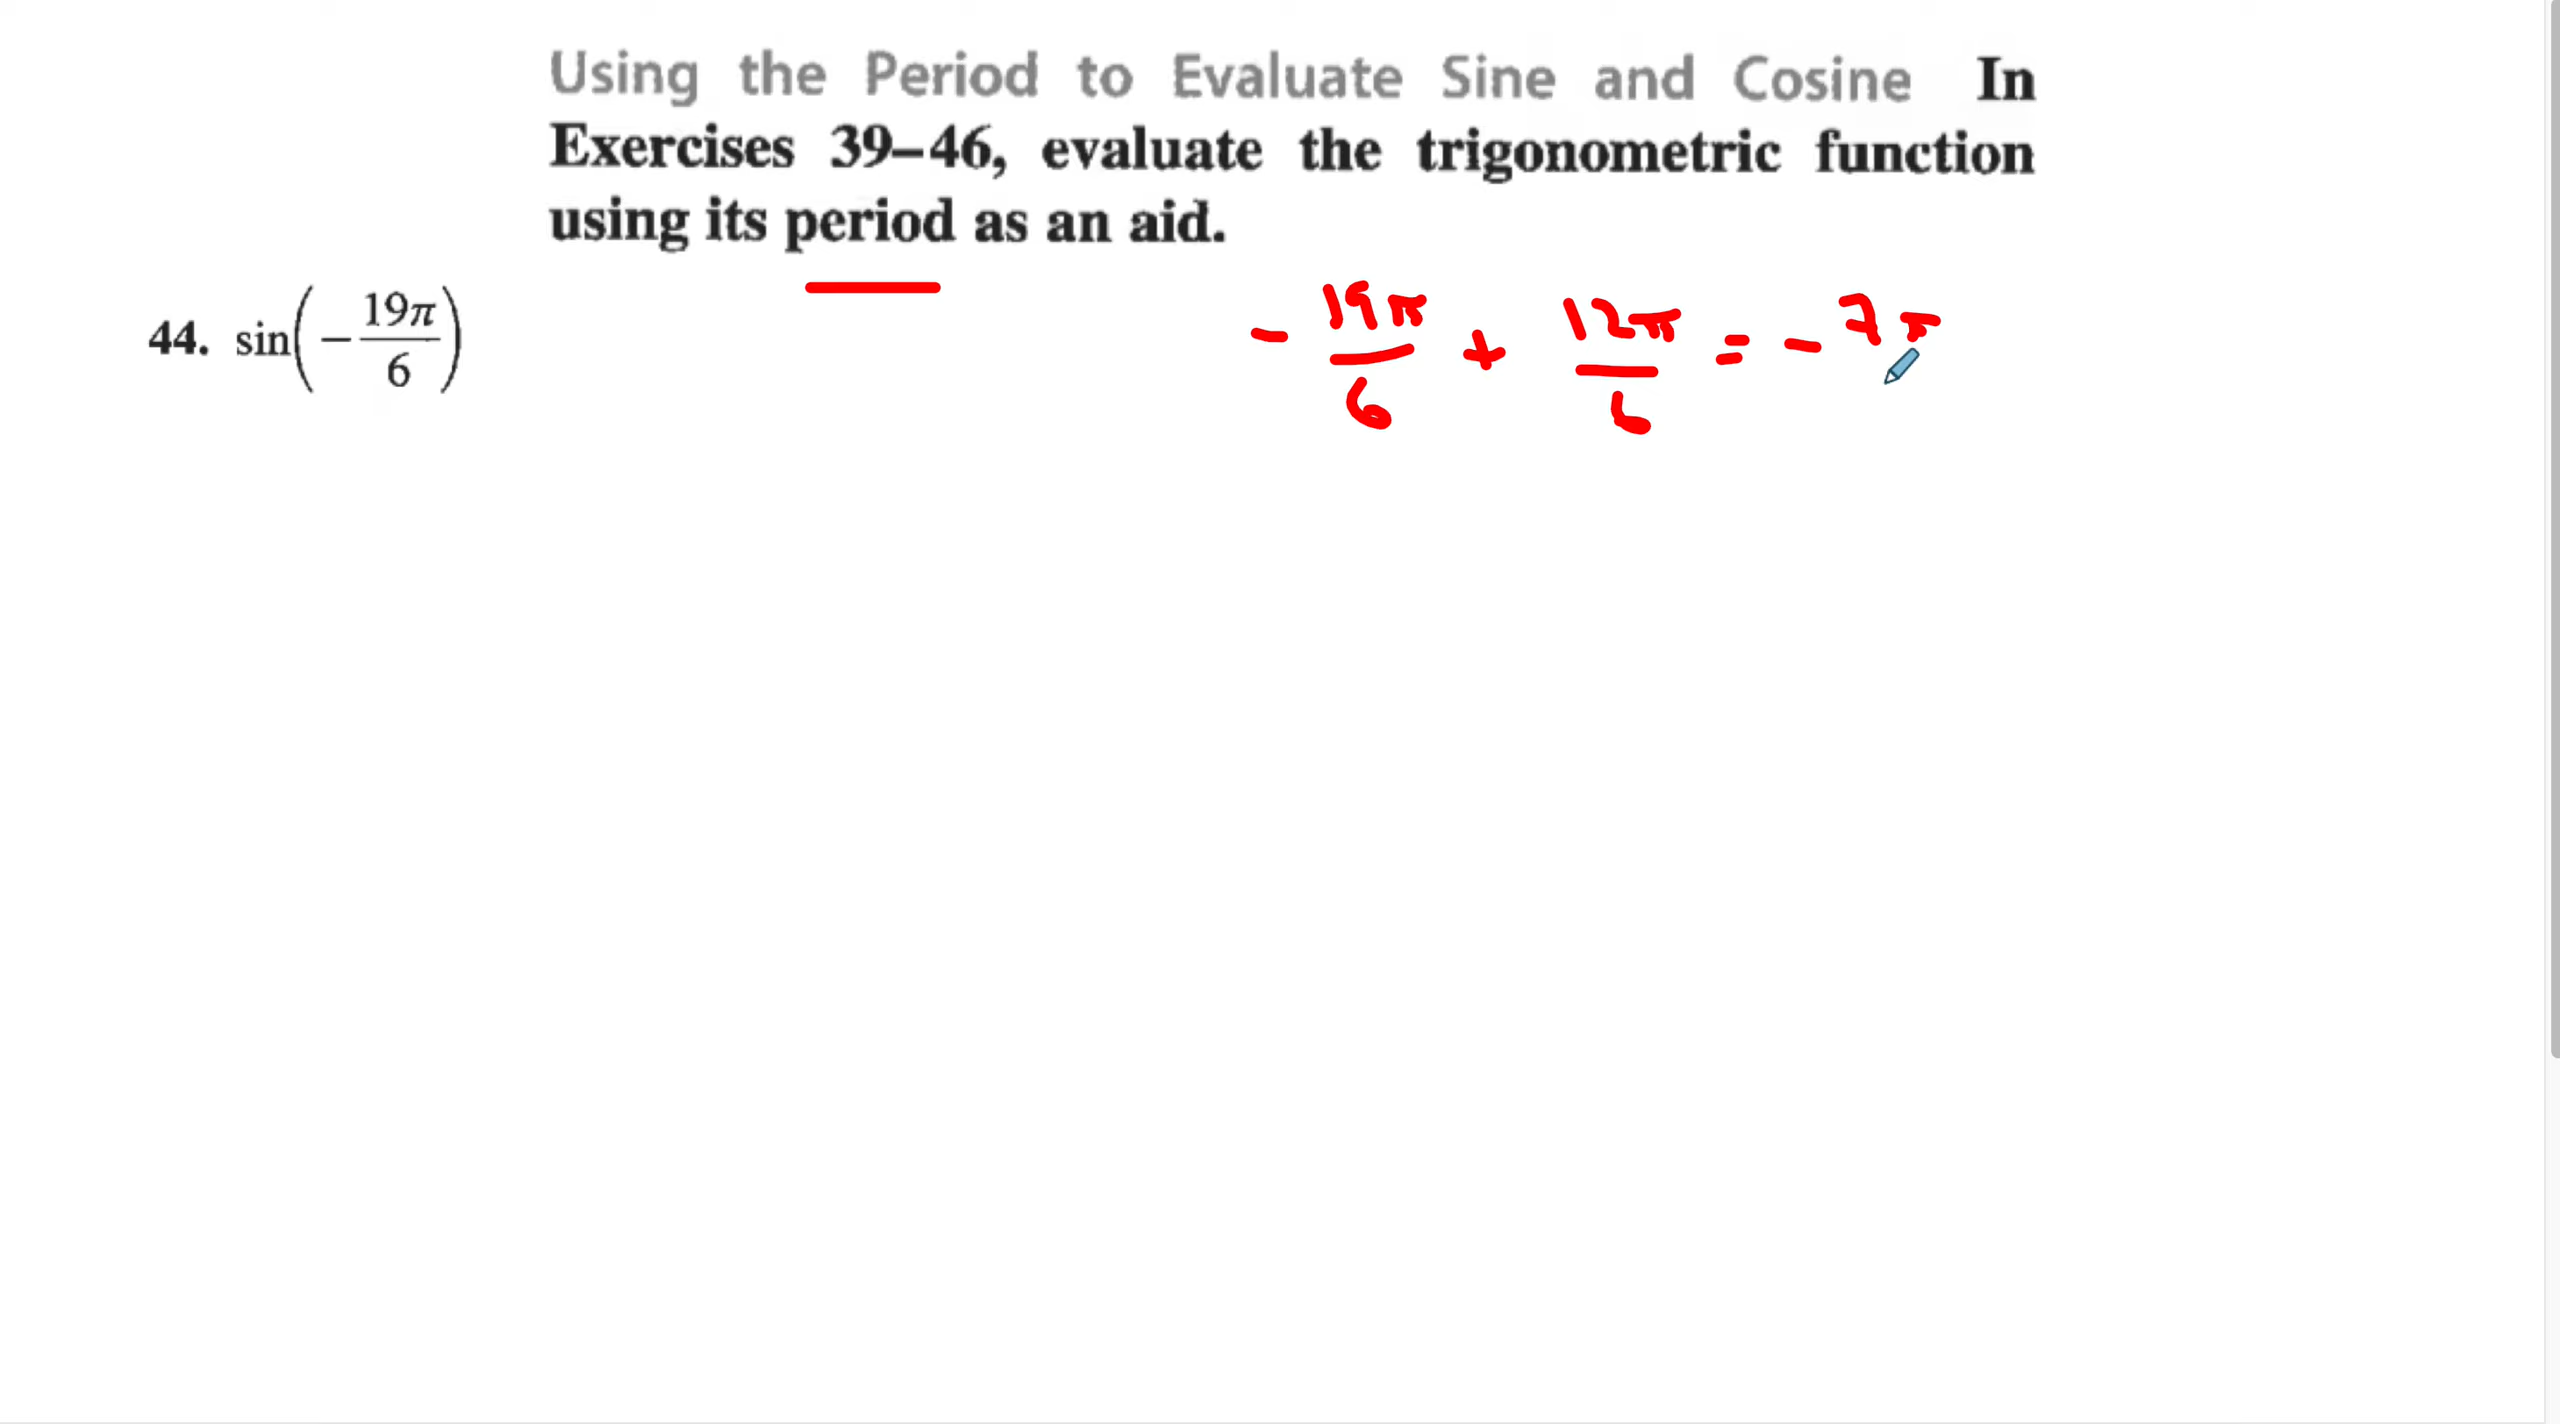 Using the Period to Evaluate Sine and Cosine In
Exercises 39–46, evaluate the trigonometric function
using its period as an aid.
44. sin(−19π/6)
- 19π/6 + 12π/6 = - 7π